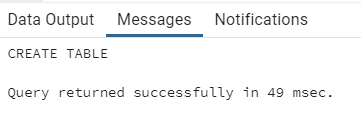 Data Output Messages Notifications
CREATE TABLE
Query returned successfully in 49 msec.